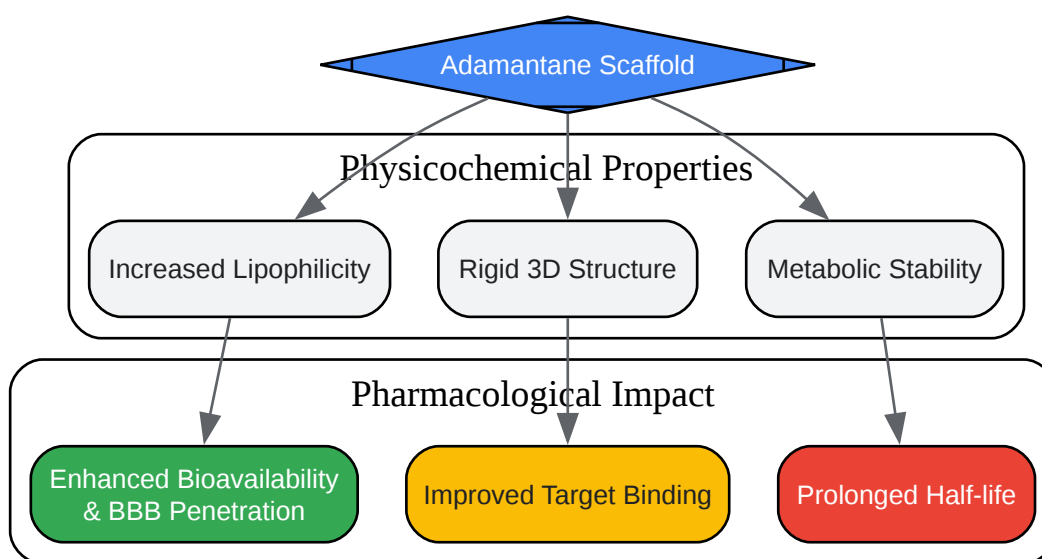 Adamantane Scaffold
Physicochemical Properties
Increased Lipophilicity
Rigid 3D Structure
Metabolic Stability
Pharmacological Impact
Enhanced Bioavailability
& BBB Penetration
Improved Target Binding
Prolonged Half-life